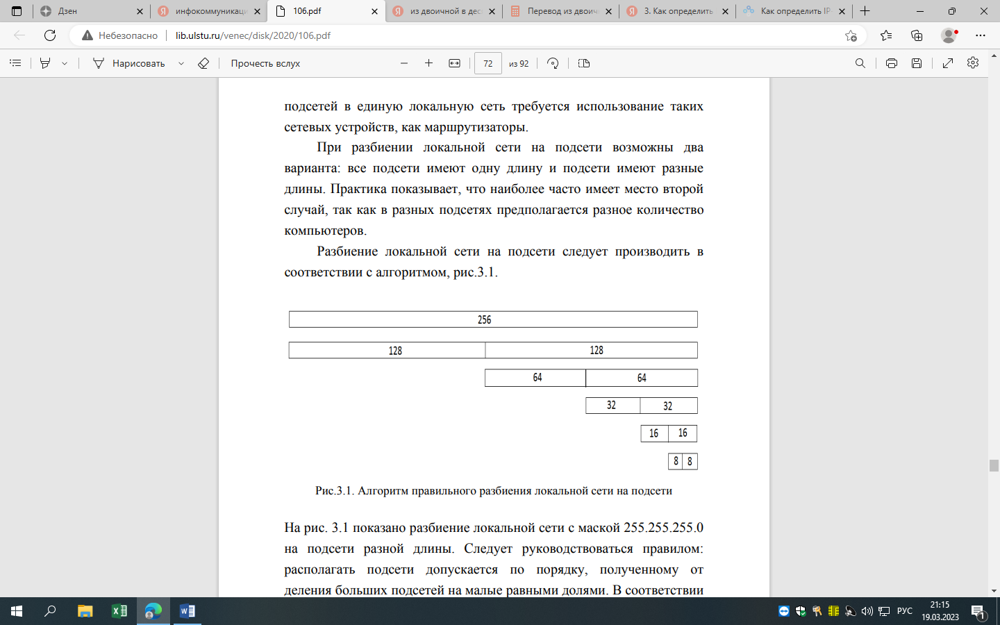 Дзен
инфокоммуникаци
106.pdf
из двоичной в дес
Перевод из двоич
3. Как определить
Как определить IP-
Небезопасно
lib.ulstu.ru/venec/disk/2020/106.pdf
Нарисовать
Прочесть вслух
72
из 92
подсетей в единую локальную сеть требуется использование таких
сетевых устройств, как маршрутизаторы.
При разбиении локальной сети на подсети возможны два
варианта: все подсети имеют одну длину и подсети имеют разные
длины. Практика показывает, что наиболее часто имеет место второй
случай, так как в разных подсетях предполагается разное количество
компьютеров.
Разбиение локальной сети на подсети следует производить в
соответствии с алгоритмом, рис.3.1.
256
128 128
64 64
32 32
16 16
8 8
Рис.3.1. Алгоритм правильного разбиения локальной сети на подсети
На рис. 3.1 показано разбиение локальной сети с маской 255.255.255.0
на подсети разной длины. Следует руководствоваться правилом:
располагать подсети допускается по порядку, полученному от
деления больших подсетей на малые равными долями. В соответствии
РУС
21:15
19.03.2023
1